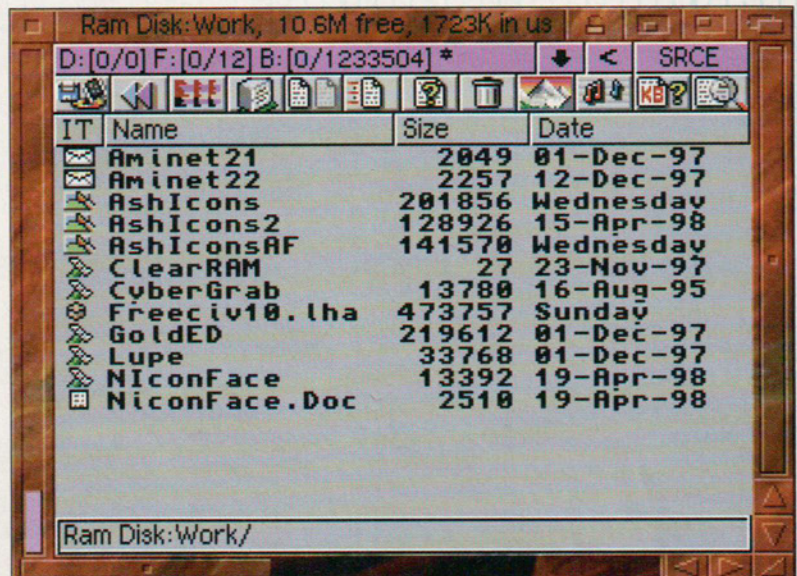 Ram Disk:Work, 10.6M free, 1723K in us
D:[0/0] F:[0/12] B:[0/1233504] * < SRCE
KB?
IT Name Size Date
Aminet21 2049 01-Dec-97
Aminet22 2257 12-Dec-97
AshIcons 201856 Wednesday
AshIcons2 128926 15-Apr-98
AshIconsAF 141570 Wednesday
ClearRAM 27 23-Nov-97
CyberGrab 13780 16-Aug-95
Freeciv10.lha 473757 Sunday
GoldED 219612 01-Dec-97
Lupe 33768 01-Dec-97
NIconFace 13392 19-Apr-98
NiconFace.Doc 2510 19-Apr-98
Ram Disk:Work/